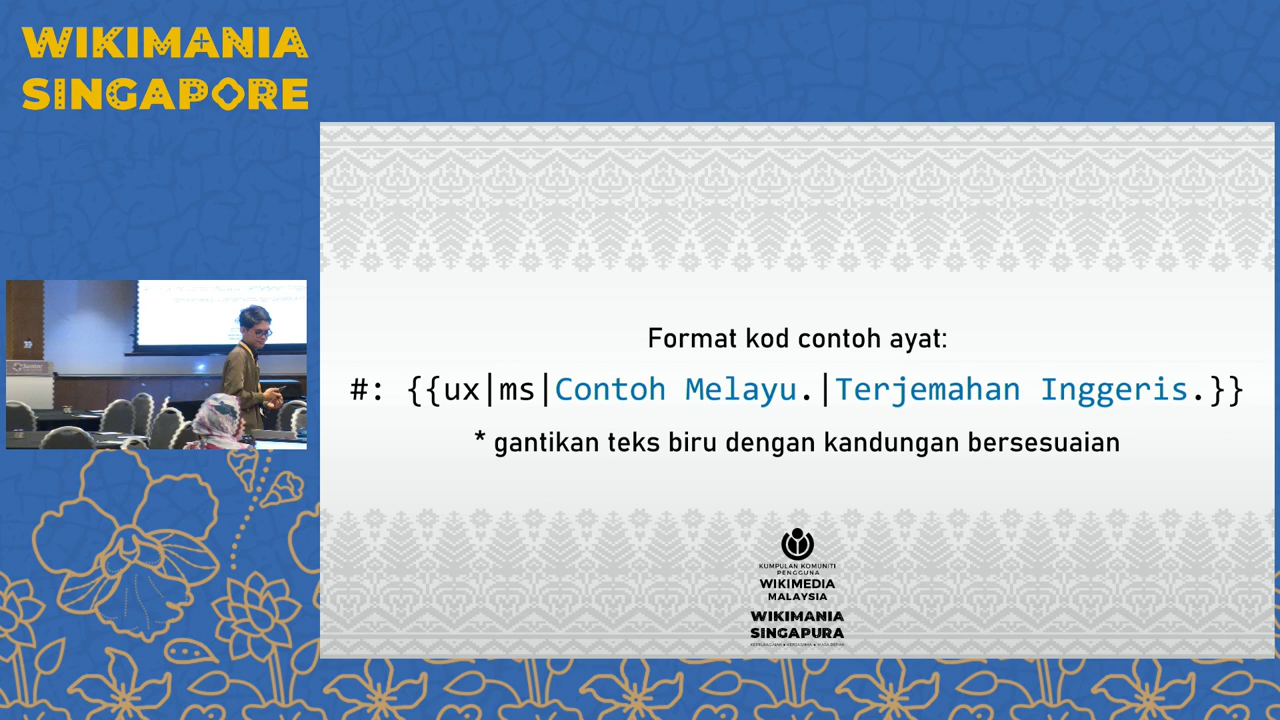 WIKIMANIA
SINGAPORE
Format kod contoh ayat:
#: {{ux|ms|Contoh Melayu.|Terjemahan Inggeris.}}
* gantikan teks biru dengan kandungan bersesuaian
KUMPULAN KOMUNITI
PENGGUNA
WIKIMEDIA
MALAYSIA
WIKIMANIA
SINGAPURA